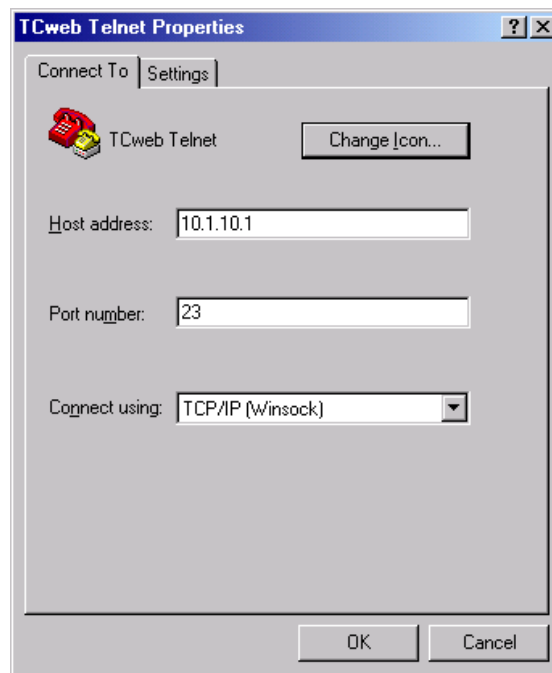 TCweb Telnet Properties
? X
Connect To Settings
TCweb Telnet
Change Icon...
Host address: 10.1.10.1
Port number: 23
Connect using: TCP/IP (Winsock)
OK Cancel